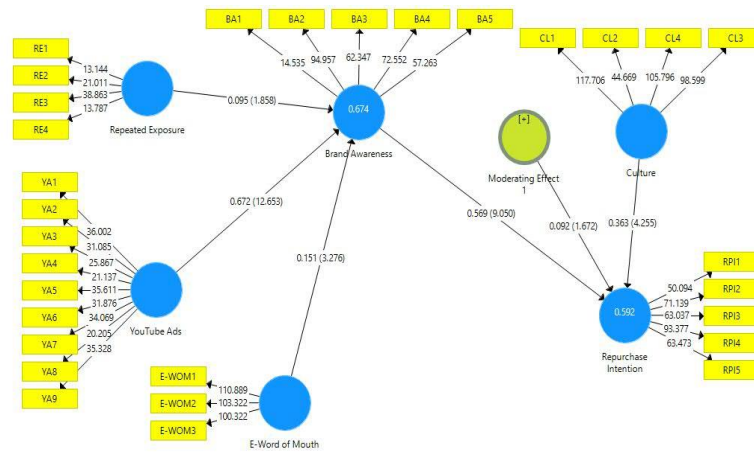 BA1
BA2
BA3
BA4
BA5
14.535
94.957
62.347
72.552
57.263
0.674
Brand Awareness
RE1
RE2
RE3
RE4
13.144
21.011
38.863
13.787
Repeated Exposure
0.095 (1.858)
CL1
CL2
CL4
CL3
117.706
44.669
105.796
98.599
Culture
[+]
Moderating Effect
1
0.672 (12.653)
0.569 (9.050)
0.092 (1.672)
0.363 (4.255)
0.151 (3.276)
YA1
YA2
YA3
YA4
YA5
YA6
YA7
YA8
YA9
36.002
31.085
25.867
21.137
35.611
31.876
34.069
20.205
35.328
YouTube Ads
RPI1
RPI2
RPI3
RPI4
RPI5
50.094
71.139
63.037
93.377
63.473
0.592
Repurchase
Intention
E-WOM1
E-WOM2
E-WOM3
110.889
103.322
100.322
E-Word of Mouth